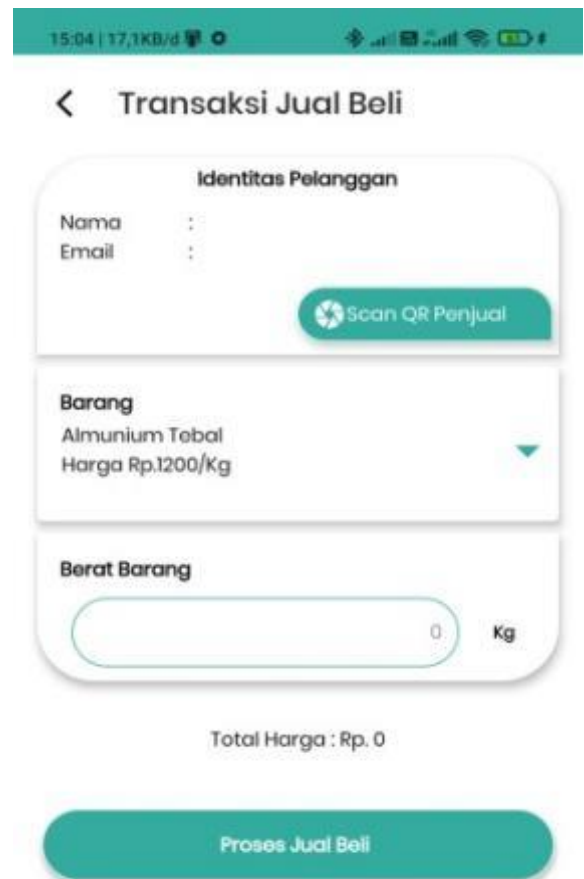 15:04 | 17,1KB/d
Transaksi Jual Beli
Identitas Pelanggan
Nama :
Email :
Scan QR Penjual
Barang
Almunium Tebal
Harga Rp.1200/Kg
Berat Barang
0 Kg
Total Harga : Rp. 0
Proses Jual Beli